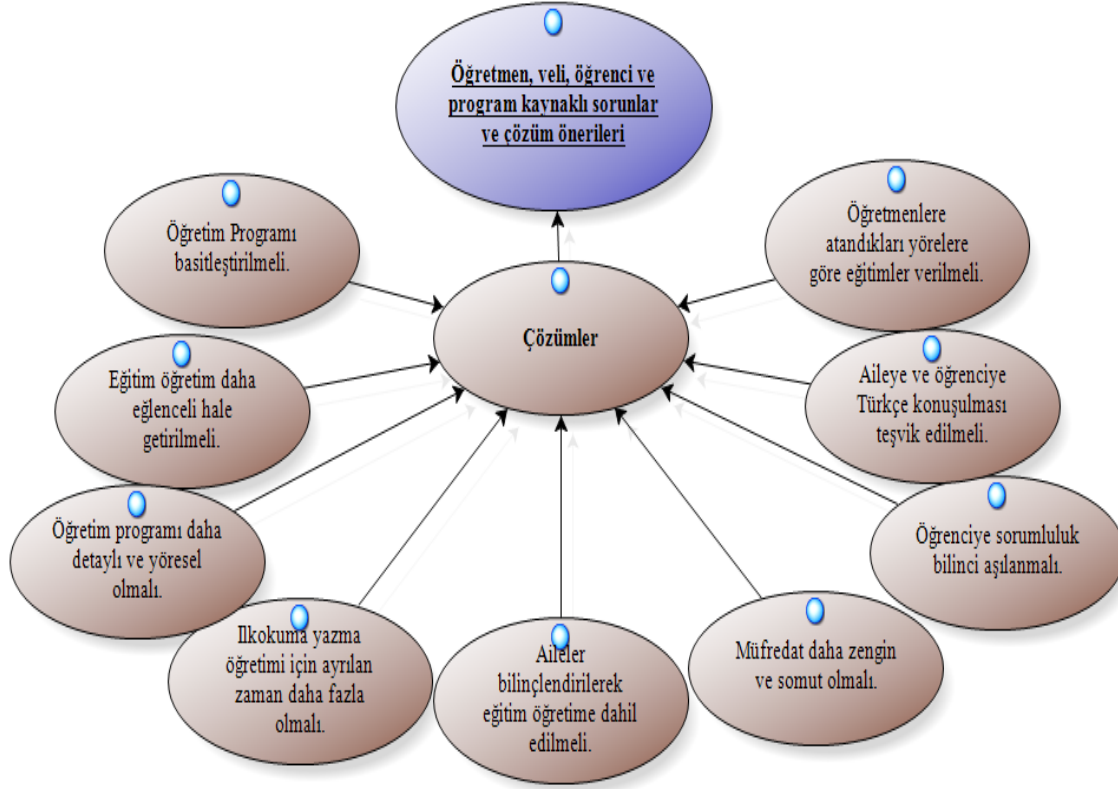 Öğretmen, veli, öğrenci ve
program kaynaklı sorunlar
ve çözüm önerileri
Öğretim Programı
basitleştirilmeli.
Öğretmenlere
atandıkları yörelere
göre eğitimler verilmeli.
Çözümler
Eğitim öğretim daha
eğlenceli hale
getirilmeli.
Aileye ve öğrenciye
Türkçe konuşulması
teşvik edilmeli.
Öğretim programı daha
detaylı ve yöresel
olmalı.
Öğrenciye sorumluluk
bilinci aşılanmalı.
Ilkokuma yazma
öğretimi için ayrılan
zaman daha fazla
olmalı.
Aileler
bilinçlendirilerek
eğitim öğretime dahil
edilmeli.
Müfredat daha zengin
ve somut olmalı.